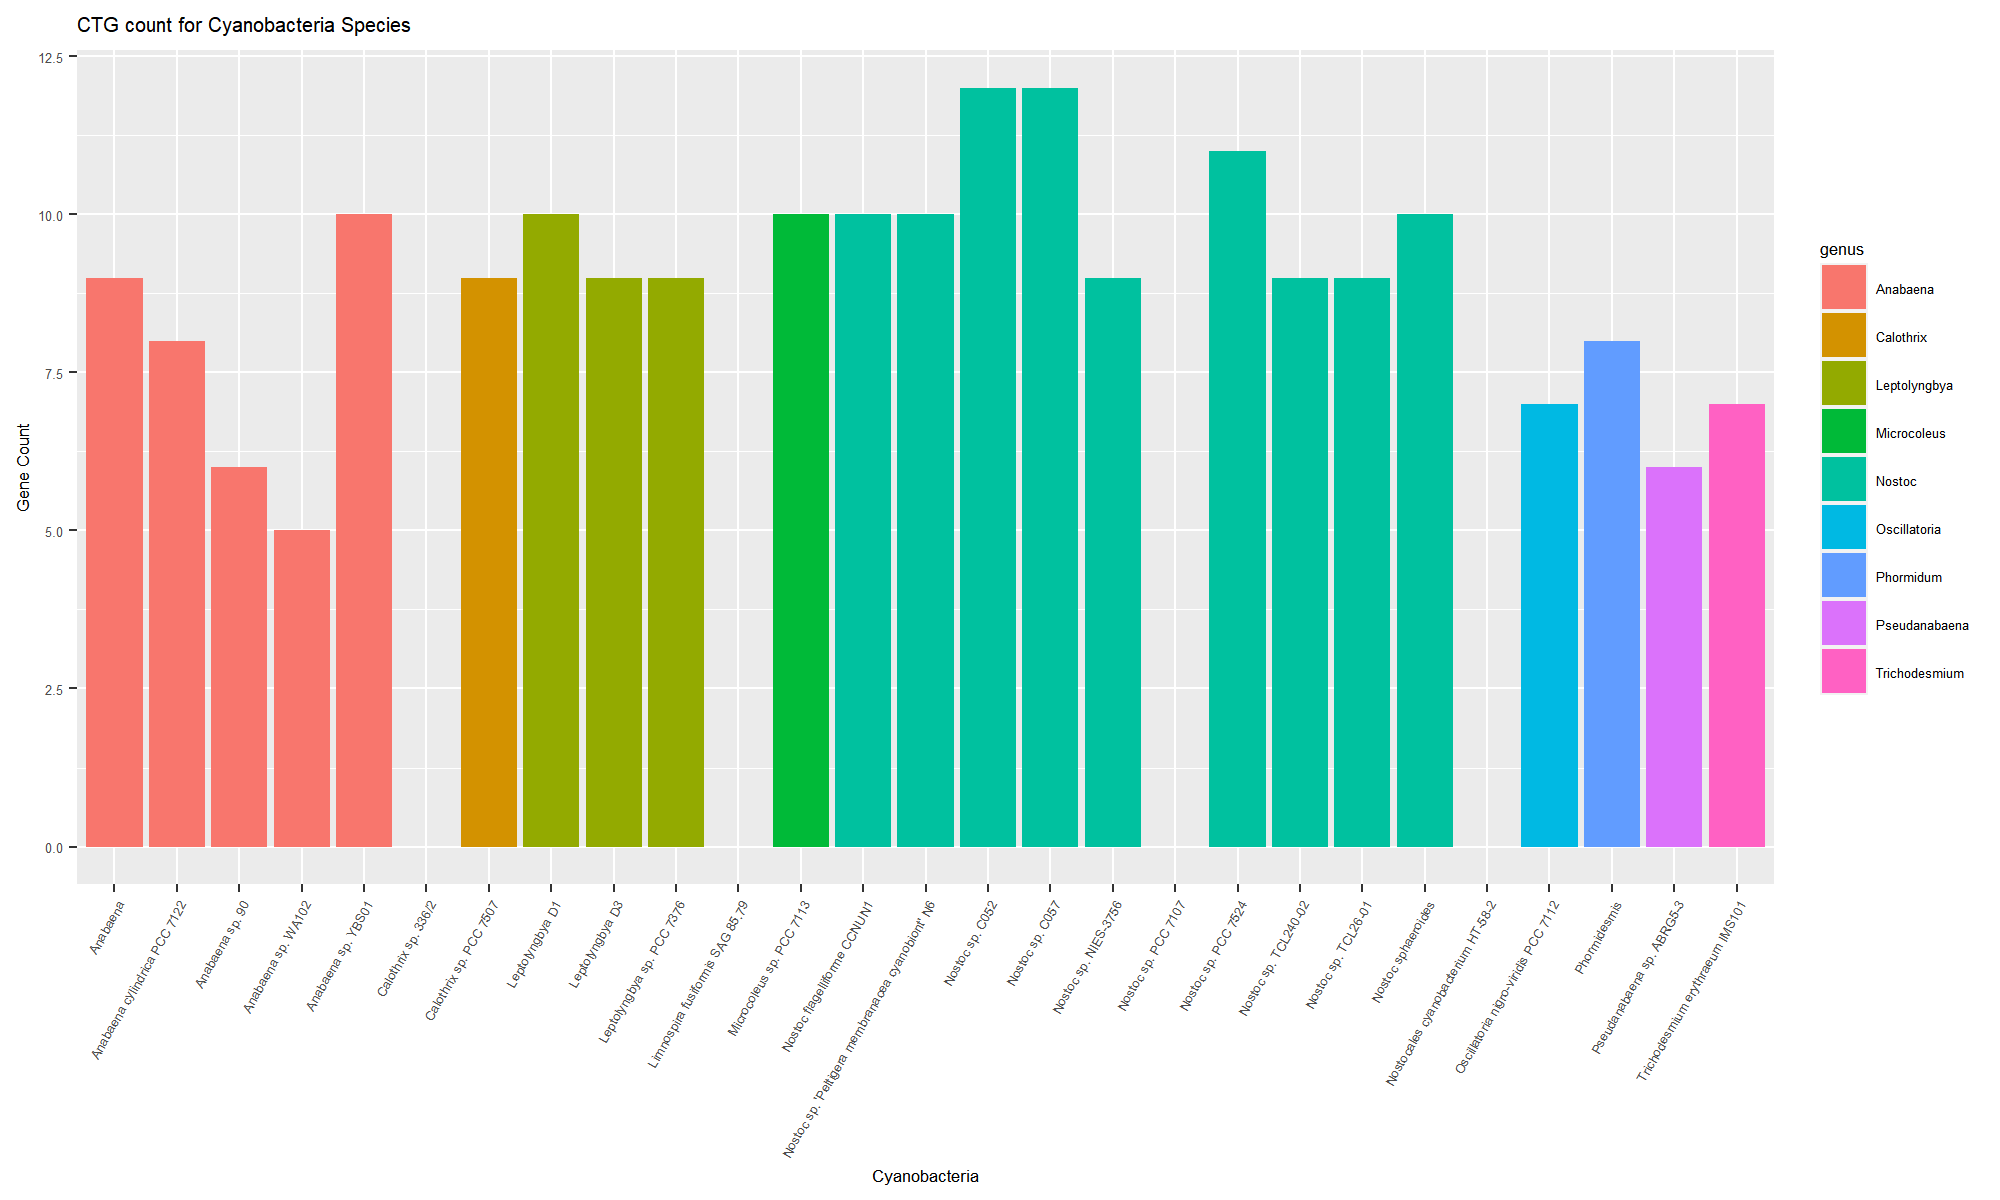 CTG count for Cyanobacteria Species
Gene Count
12.5
10.0
7.5
5.0
2.5
0.0
Anabaena
Anabaena cylindrica PCC 7122
Anabaena sp. 90
Anabaena sp. WA102
Anabaena sp. YBS01
Calothrix sp. 336/2
Calothrix sp. PCC 7507
Leptolyngbya D1
Leptolyngbya D3
Leptolyngbya sp. PCC 7376
Limnospira fusiformis SAG 85.79
Microcoleus sp. PCC 7113
Nostoc flagelliforme CCNUN1
Nostoc sp. 'Peltigera membranacea cyanobiont' N6
Nostoc sp. C052
Nostoc sp. C057
Nostoc sp. NIES-3756
Nostoc sp. PCC 7107
Nostoc sp. PCC 7524
Nostoc sp. TCL240-02
Nostoc sp. TCL26-01
Nostoc sphaeroides
Nostocales cyanobacterium HT-58-2
Oscillatoria nigro-viridis PCC 7112
Phormidesmis
Pseudanabaena sp. ABRG5-3
Trichodesmium erythraeum IMS101
Cyanobacteria
genus
Anabaena
Calothrix
Leptolyngbya
Microcoleus
Nostoc
Oscillatoria
Phormidum
Pseudanabaena
Trichodesmium